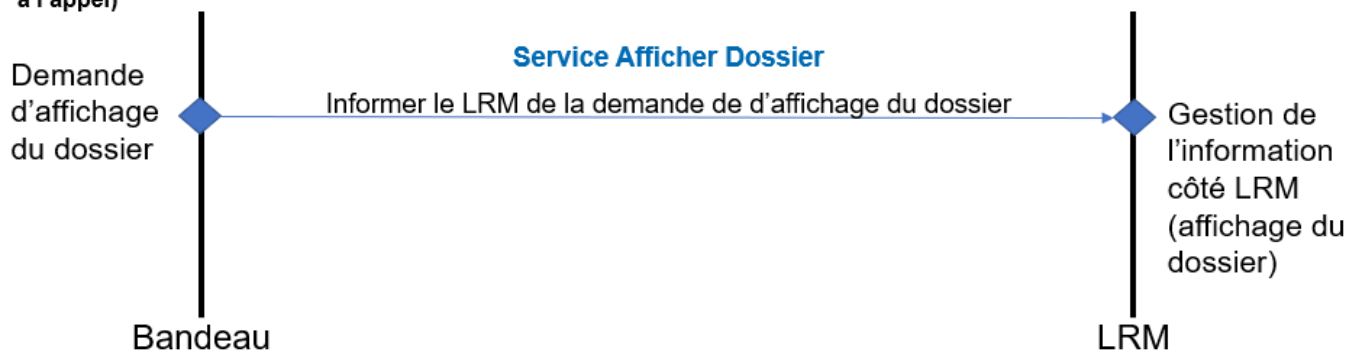 à l'appel)
Service Afficher Dossier
Demande
d'affichage
du dossier
Informer le LRM de la demande de d'affichage du dossier
Gestion de
l'information
côté LRM
(affichage du
dossier)
Bandeau
LRM